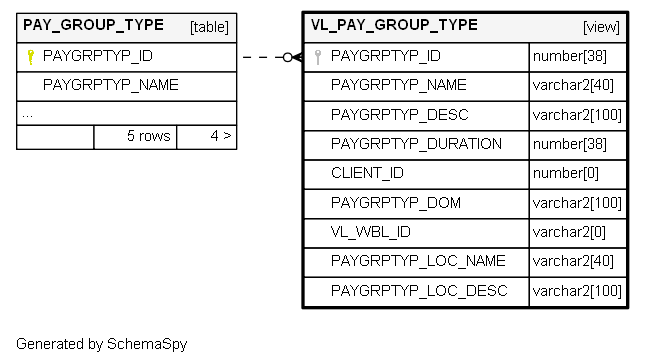 PAY_GROUP_TYPE [table]
PAYGRPTYP_ID
PAYGRPTYP_NAME
...
5 rows 4 >
VL_PAY_GROUP_TYPE [view]
PAYGRPTYP_ID number[38]
PAYGRPTYP_NAME varchar2[40]
PAYGRPTYP_DESC varchar2[100]
PAYGRPTYP_DURATION number[38]
CLIENT_ID number[0]
PAYGRPTYP_DOM varchar2[100]
VL_WBL_ID varchar2[0]
PAYGRPTYP_LOC_NAME varchar2[40]
PAYGRPTYP_LOC_DESC varchar2[100]
Generated by SchemaSpy